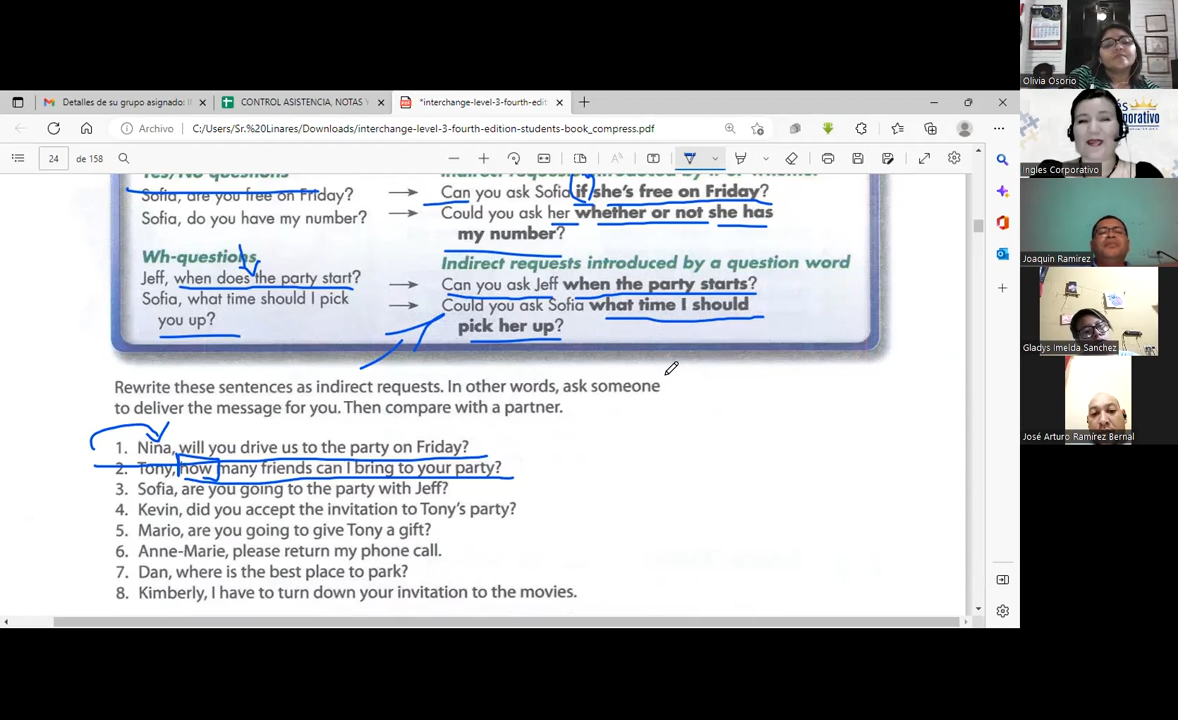 Detalles de su grupo asignado: I
CONTROL ASISTENCIA, NOTAS Y
*interchange-level-3-fourth-edit
Archivo
C:/Users/Sr.%20Linares/Downloads/interchange-level-3-fourth-edition-students-book_compress.pdf
24
de 158
Yes/No questions
Sofia, are you free on Friday?
Can you ask Sofia if she's free on Friday?
Sofia, do you have my number?
Could you ask her whether or not she has
my number?
Wh-questions
Indirect requests introduced by a question word
Jeff, when does the party start?
Can you ask Jeff when the party starts?
Sofia, what time should I pick
you up?
Could you ask Sofia what time I should
pick her up?
Rewrite these sentences as indirect requests. In other words, ask someone
to deliver the message for you. Then compare with a partner.
1. Nina, will you drive us to the party on Friday?
2. Tony, how many friends can I bring to your party?
3. Sofia, are you going to the party with Jeff?
4. Kevin, did you accept the invitation to Tony's party?
5. Mario, are you going to give Tony a gift?
6. Anne-Marie, please return my phone call.
7. Dan, where is the best place to park?
8. Kimberly, I have to turn down your invitation to the movies.
Olivia Osorio
Ingles Corporativo
Joaquin Ramirez
Gladys Imelda Sanchez
José Arturo Ramírez Bernal